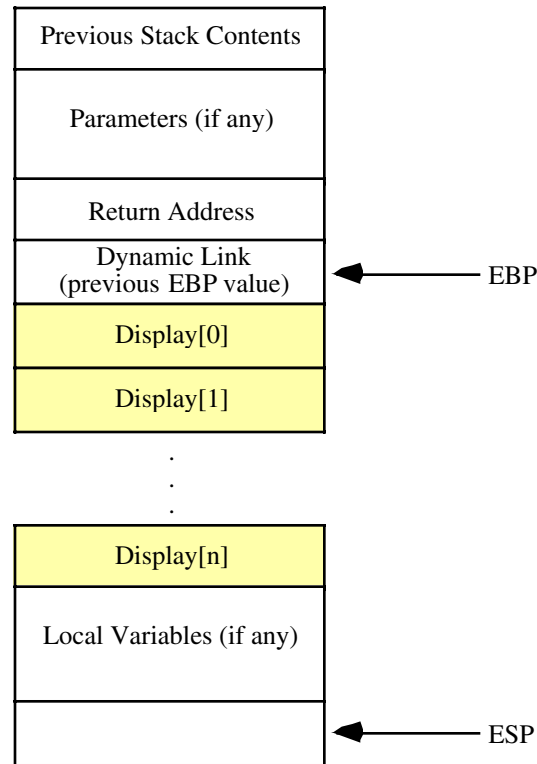 Previous Stack Contents
Parameters (if any)
Return Address
Dynamic Link
(previous EBP value)
EBP
Display[0]
Display[1]
.
.
.
Display[n]
Local Variables (if any)
ESP